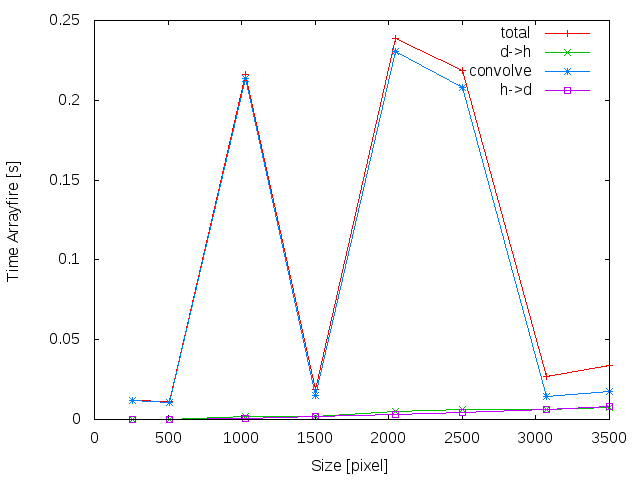 0.25
0.2
0.15
0.1
0.05
0
Time Arrayfire [s]
total
d->h
convolve
h->d
0 500 1000 1500 2000 2500 3000 3500
Size [pixel]